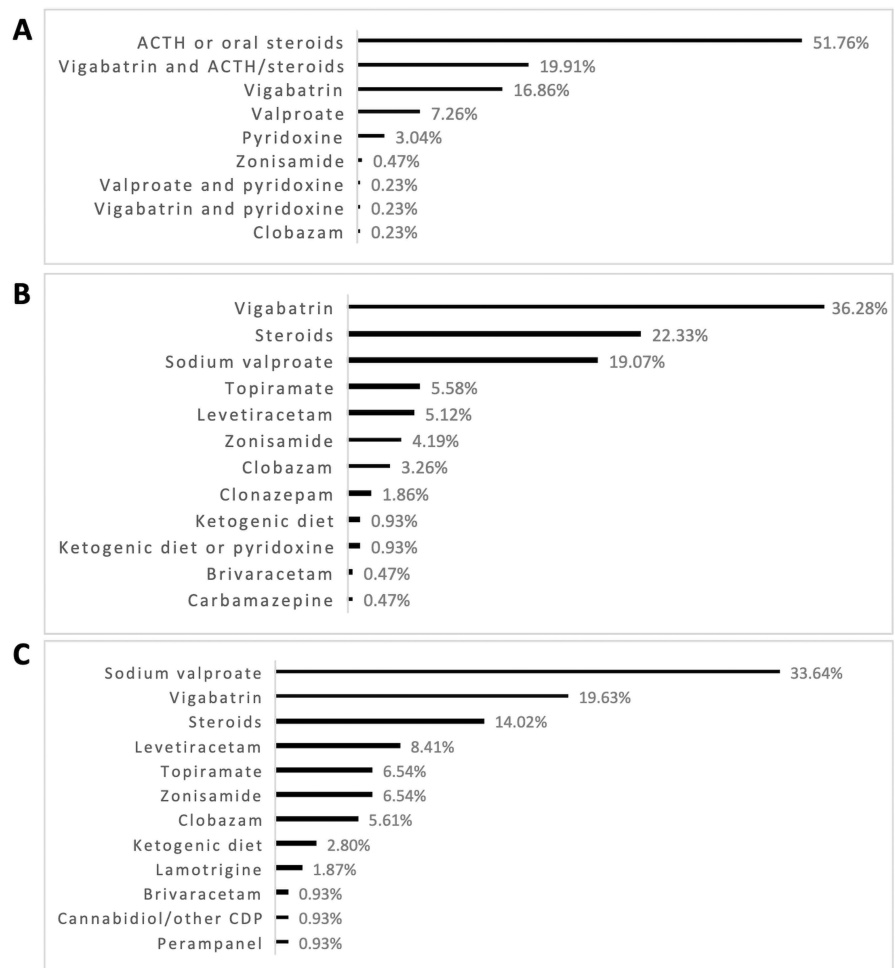 A
ACTH or oral steroids 51.76%
Vigabatrin and ACTH/steroids 19.91%
Vigabatrin 16.86%
Valproate 7.26%
Pyridoxine 3.04%
Zonisamide 0.47%
Valproate and pyridoxine 0.23%
Vigabatrin and pyridoxine 0.23%
Clobazam 0.23%
B
Vigabatrin 36.28%
Steroids 22.33%
Sodium valproate 19.07%
Topiramate 5.58%
Levetiracetam 5.12%
Zonisamide 4.19%
Clobazam 3.26%
Clonazepam 1.86%
Ketogenic diet 0.93%
Ketogenic diet or pyridoxine 0.93%
Brivaracetam 0.47%
Carbamazepine 0.47%
C
Sodium valproate 33.64%
Vigabatrin 19.63%
Steroids 14.02%
Levetiracetam 8.41%
Topiramate 6.54%
Zonisamide 6.54%
Clobazam 5.61%
Ketogenic diet 2.80%
Lamotrigine 1.87%
Brivaracetam 0.93%
Cannabidiol/other CDP 0.93%
Perampanel 0.93%